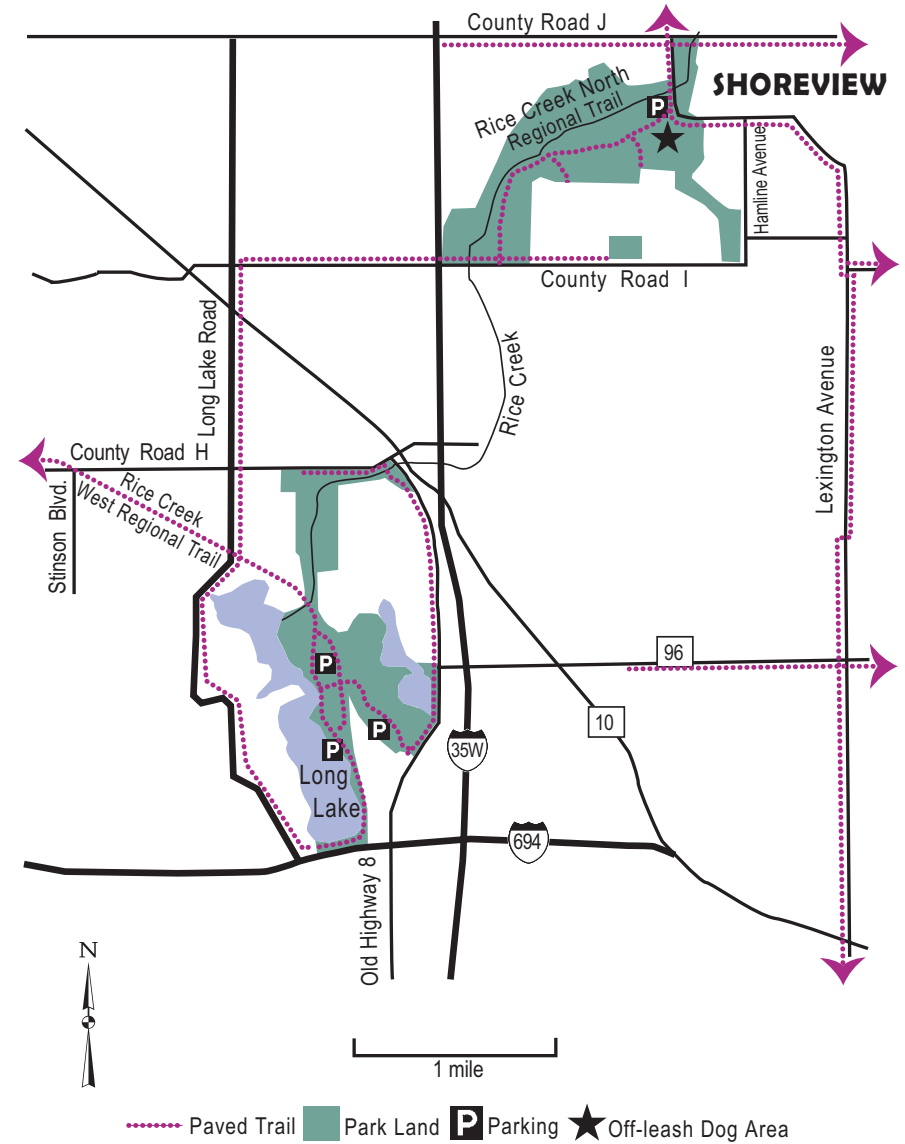 County Road J
SHOREVIEW
Rice Creek North
Regional Trail
P
Hamline Avenue
County Road I
Long Lake Road
Rice Creek
Lexington Avenue
County Road H
Rice Creek
West Regional Trail
Stinson Blvd.
P
96
10
P
P
35W
Long
Lake
694
Old Highway 8
N
1 mile
Paved Trail
Park Land
P Parking
Off-leash Dog Area